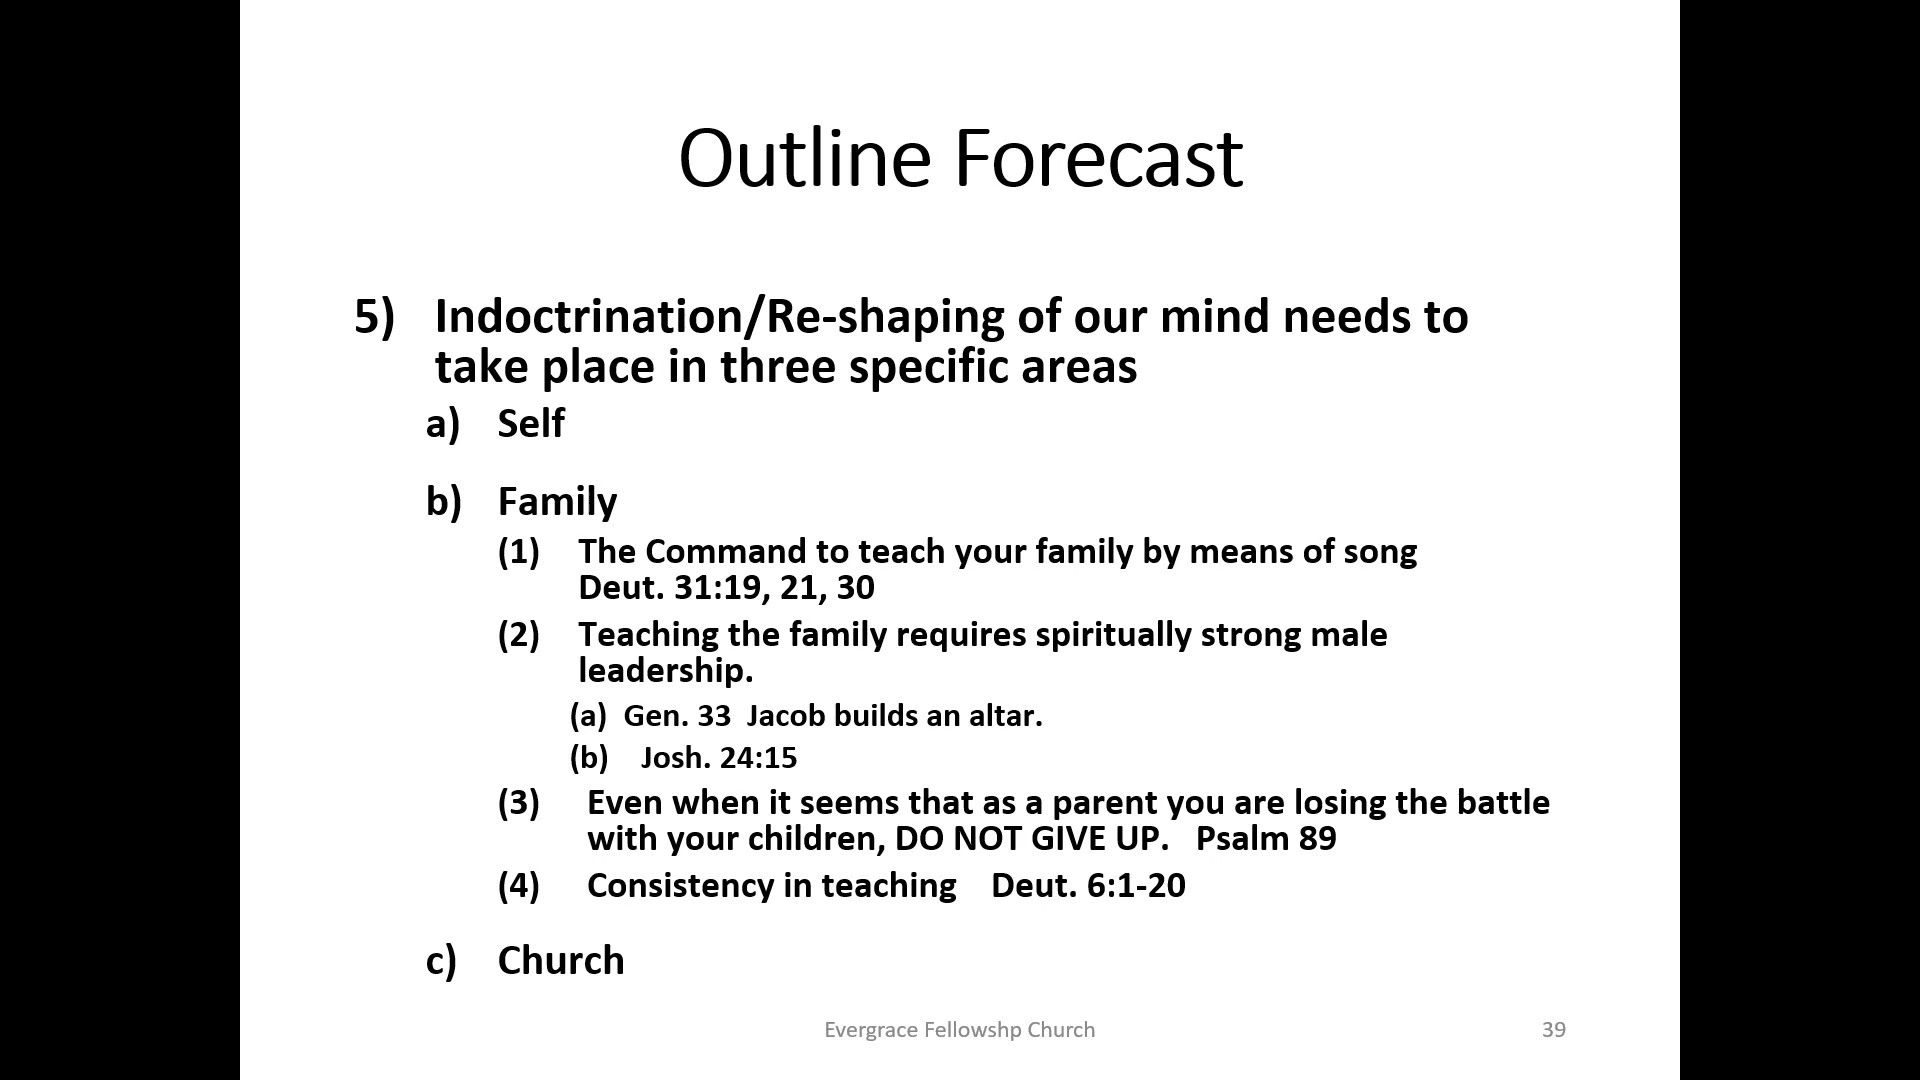 Outline Forecast
5) Indoctrination/Re-shaping of our mind needs to
take place in three specific areas
a) Self
b) Family
(1) The Command to teach your family by means of song
Deut. 31:19, 21, 30
(2) Teaching the family requires spiritually strong male
leadership.
(a) Gen. 33 Jacob builds an altar.
(b) Josh. 24:15
(3) Even when it seems that as a parent you are losing the battle
with your children, DO NOT GIVE UP. Psalm 89
(4) Consistency in teaching Deut. 6:1-20
c) Church
Evergrace Fellowshp Church 39